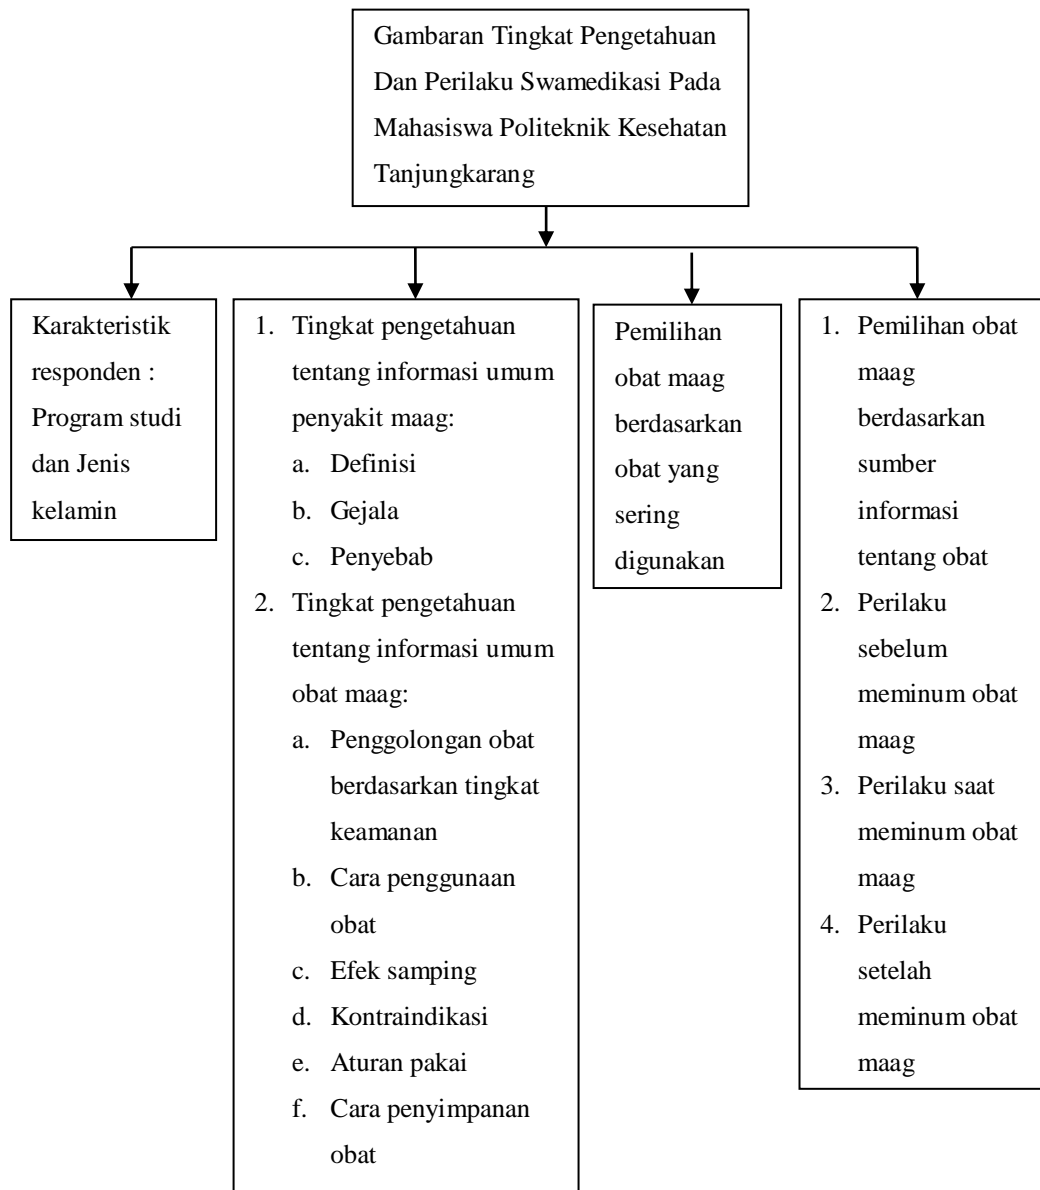 Gambaran Tingkat Pengetahuan
Dan Perilaku Swamedikasi Pada
Mahasiswa Politeknik Kesehatan
Tanjungkarang
Karakteristik
responden :
Program studi
dan Jenis
kelamin
1. Tingkat pengetahuan
tentang informasi umum
penyakit maag:
a. Definisi
b. Gejala
c. Penyebab
2. Tingkat pengetahuan
tentang informasi umum
obat maag:
a. Penggolongan obat
berdasarkan tingkat
keamanan
b. Cara penggunaan
obat
c. Efek samping
d. Kontraindikasi
e. Aturan pakai
f. Cara penyimpanan
obat
Pemilihan
obat maag
berdasarkan
obat yang
sering
digunakan
1. Pemilihan obat
maag
berdasarkan
sumber
informasi
tentang obat
2. Perilaku
sebelum
meminum obat
maag
3. Perilaku saat
meminum obat
maag
4. Perilaku
setelah
meminum obat
maag